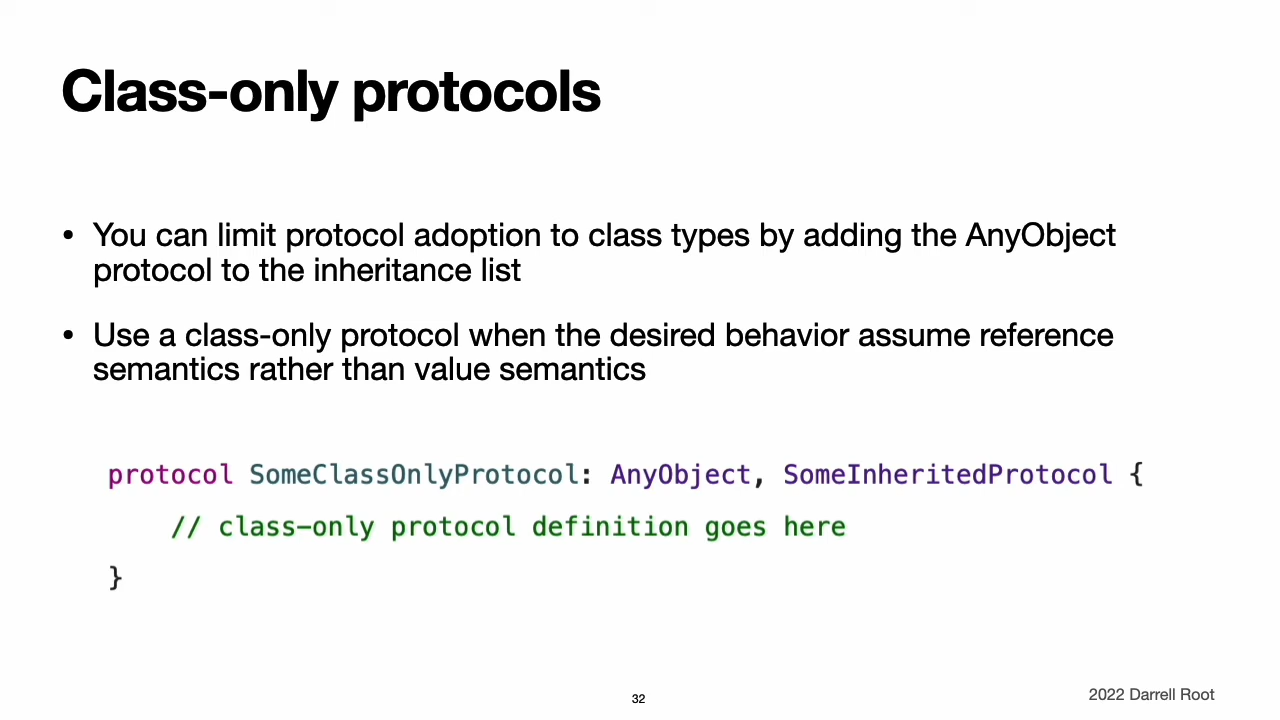 Class-only protocols
• You can limit protocol adoption to class types by adding the AnyObject
protocol to the inheritance list
• Use a class-only protocol when the desired behavior assume reference
semantics rather than value semantics
protocol SomeClassOnlyProtocol: AnyObject, SomeInheritedProtocol {
    // class-only protocol definition goes here
}
32
2022 Darrell Root